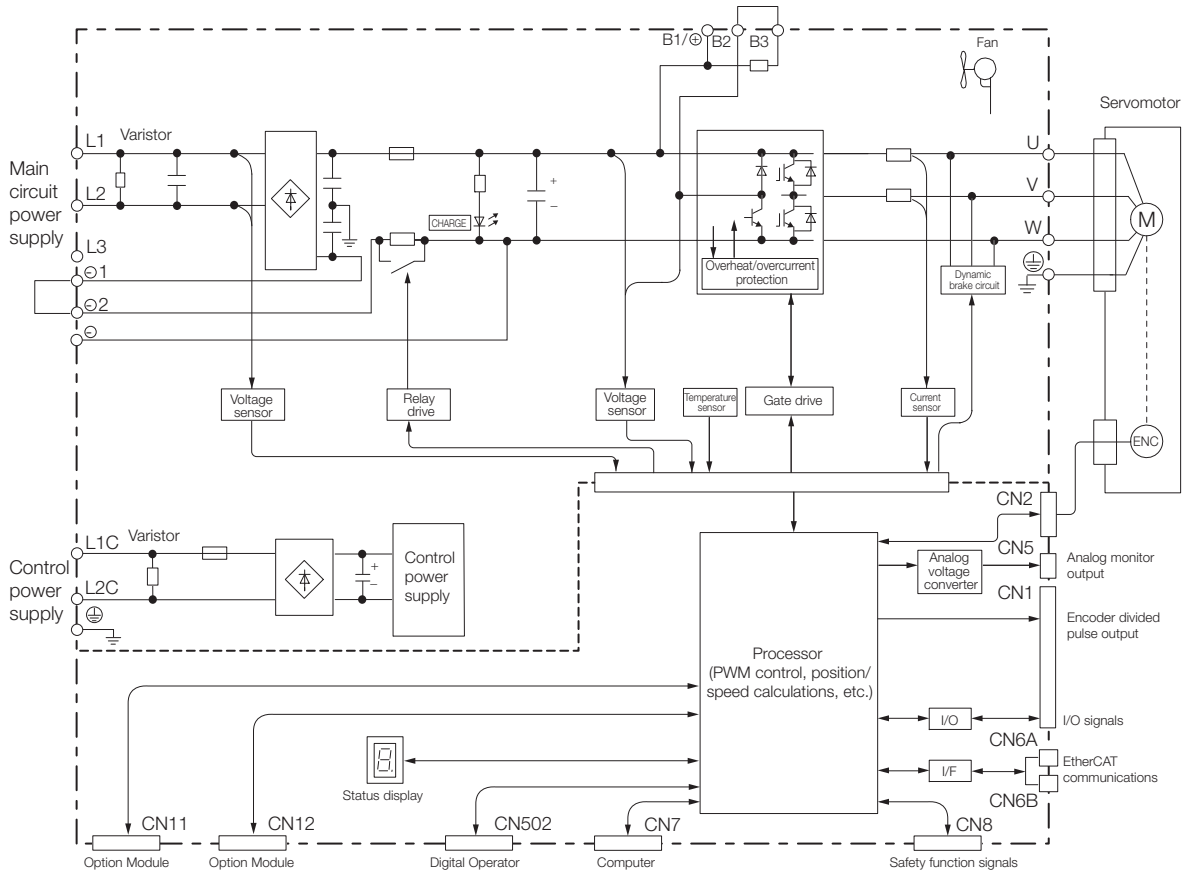 B1/⊕ B2 B3
Fan
Servomotor
Main
circuit
power
supply
L1
Varistor
L2
L3
⊖1
⊖2
⊖
CHARGE
+
–
Overheat/overcurrent
protection
U
V
W
M
Dynamic
brake circuit
Voltage
sensor
Relay
drive
Voltage
sensor
Temperature
sensor
Gate drive
Current
sensor
ENC
Control
power
supply
L1C
Varistor
L2C
+
–
Control
power
supply
CN2
CN5
Analog
voltage
converter
Analog monitor
output
CN1
Encoder divided
pulse output
Processor
(PWM control, position/
speed calculations, etc.)
I/O
I/O signals
CN6A
I/F
EtherCAT
communications
CN6B
8.
Status display
CN11
Option Module
CN12
Option Module
CN502
Digital Operator
CN7
Computer
CN8
Safety function signals